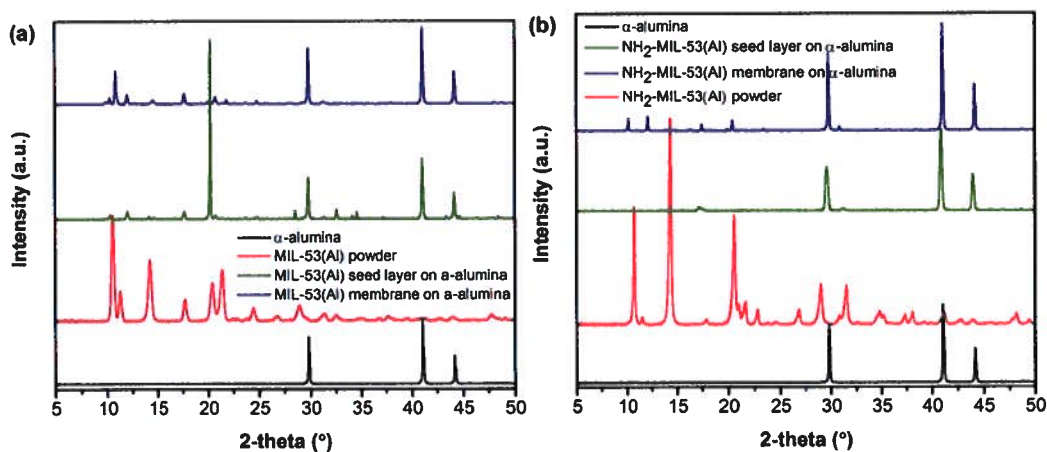 (a)
Intensity (a.u.)
α-alumina
MIL-53(Al) powder
MIL-53(Al) seed layer on a-alumina
MIL-53(Al) membrane on a-alumina
5 10 15 20 25 30 35 40 45 50
2-theta (°)
(b)
Intensity (a.u.)
α-alumina
NH2-MIL-53(Al) seed layer on α-alumina
NH2-MIL-53(Al) membrane on α-alumina
NH2-MIL-53(Al) powder
5 10 15 20 25 30 35 40 45 50
2-theta (°)